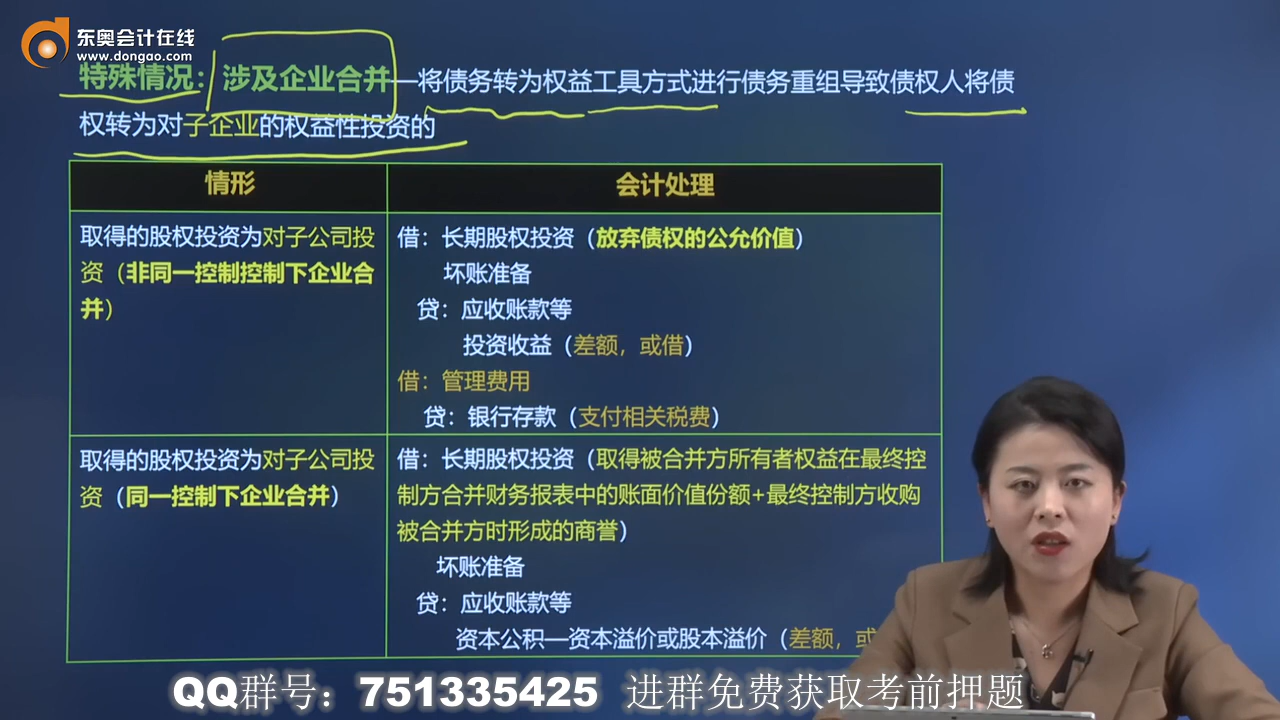 东奥会计在线
www.dongao.com
特殊情况：涉及企业合并—将债务转为权益工具方式进行债务重组导致债权人将债
权转为对子企业的权益性投资的
情形
会计处理
取得的股权投资为对子公司投
资（非同一控制控制下企业合
并）
借：长期股权投资（放弃债权的公允价值）
坏账准备
贷：应收账款等
投资收益（差额，或借）
借：管理费用
贷：银行存款（支付相关税费）
取得的股权投资为对子公司投
资（同一控制下企业合并）
借：长期股权投资（取得被合并方所有者权益在最终控
制方合并财务报表中的账面价值份额+最终控制方收购
被合并方时形成的商誉）
坏账准备
贷：应收账款等
资本公积—资本溢价或股本溢价（差额，或
QQ群号：751335425 进群免费获取考前押题